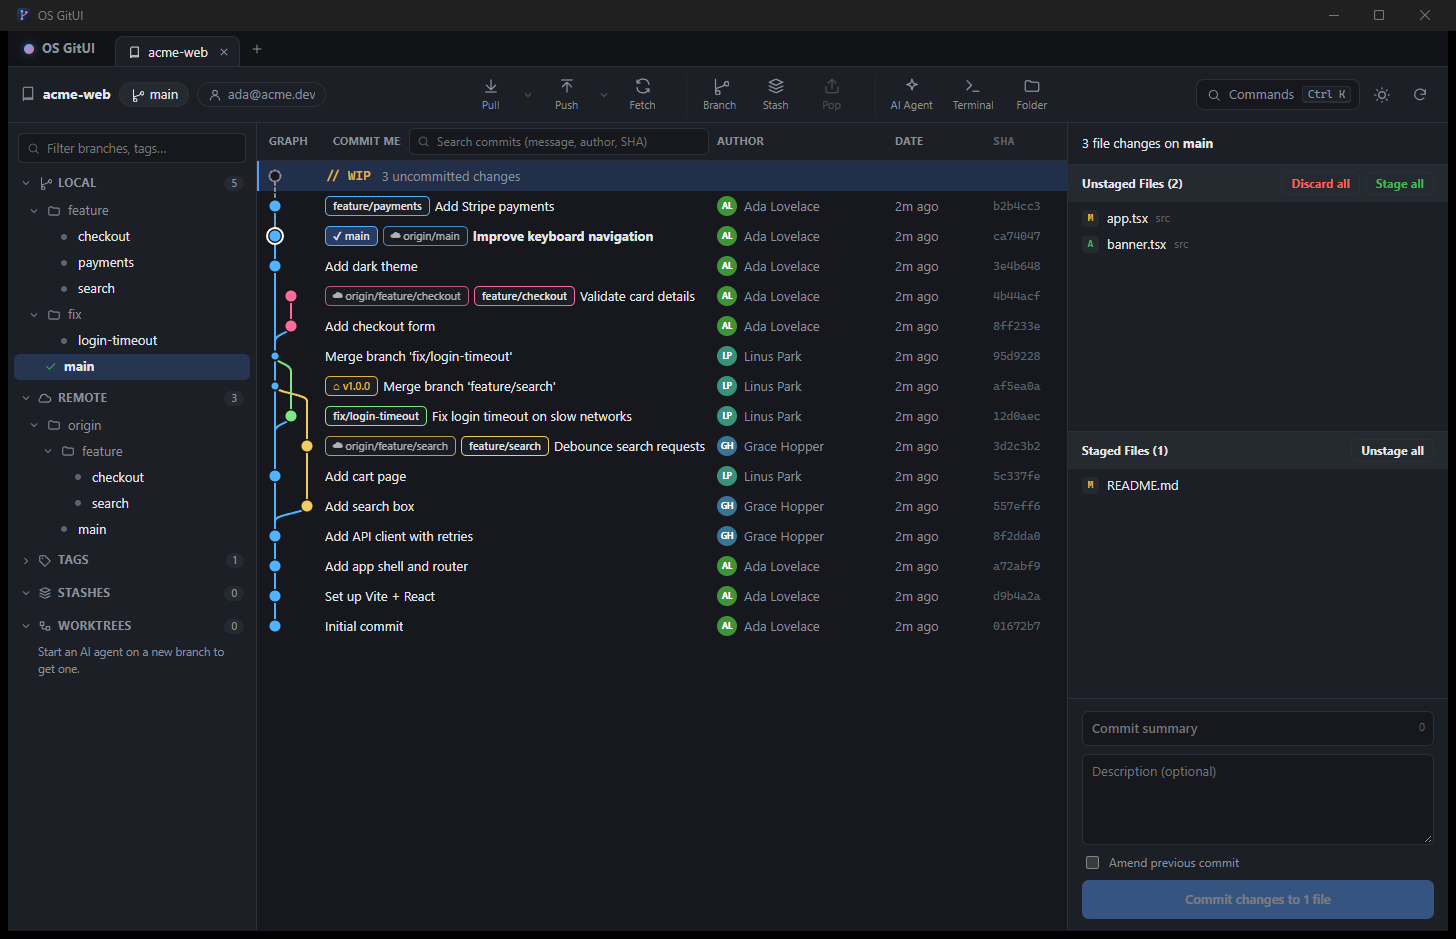 OS GitUI
OS GitUI
acme-web
acme-web
main
ada@acme.dev
Pull
Push
Fetch
Branch
Stash
Pop
AI Agent
Terminal
Folder
Commands Ctrl K
Filter branches, tags...
LOCAL 5
feature
checkout
payments
search
fix
login-timeout
main
REMOTE 3
origin
feature
checkout
search
main
TAGS 1
STASHES 0
WORKTREES 0
Start an AI agent on a new branch to
get one.
GRAPH COMMIT ME Search commits (message, author, SHA) AUTHOR DATE SHA
// WIP 3 uncommitted changes
feature/payments Add Stripe payments AL Ada Lovelace 2m ago b2b4cc3
main origin/main Improve keyboard navigation AL Ada Lovelace 2m ago ca74047
Add dark theme AL Ada Lovelace 2m ago 3e4b648
origin/feature/checkout feature/checkout Validate card details AL Ada Lovelace 2m ago 4b44acf
Add checkout form AL Ada Lovelace 2m ago 8ff233e
Merge branch 'fix/login-timeout' LP Linus Park 2m ago 95d9228
v1.0.0 Merge branch 'feature/search' LP Linus Park 2m ago af5ea0a
fix/login-timeout Fix login timeout on slow networks LP Linus Park 2m ago 12d0aec
origin/feature/search feature/search Debounce search requests GH Grace Hopper 2m ago 3d2c3b2
Add cart page LP Linus Park 2m ago 5c337fe
Add search box GH Grace Hopper 2m ago 557eff6
Add API client with retries GH Grace Hopper 2m ago 8f2dda0
Add app shell and router AL Ada Lovelace 2m ago a72abf9
Set up Vite + React AL Ada Lovelace 2m ago d9b4a2a
Initial commit AL Ada Lovelace 2m ago 01672b7
3 file changes on main
Unstaged Files (2) Discard all Stage all
M app.tsx src
A banner.tsx src
Staged Files (1) Unstage all
M README.md
Commit summary 0
Description (optional)
Amend previous commit
Commit changes to 1 file